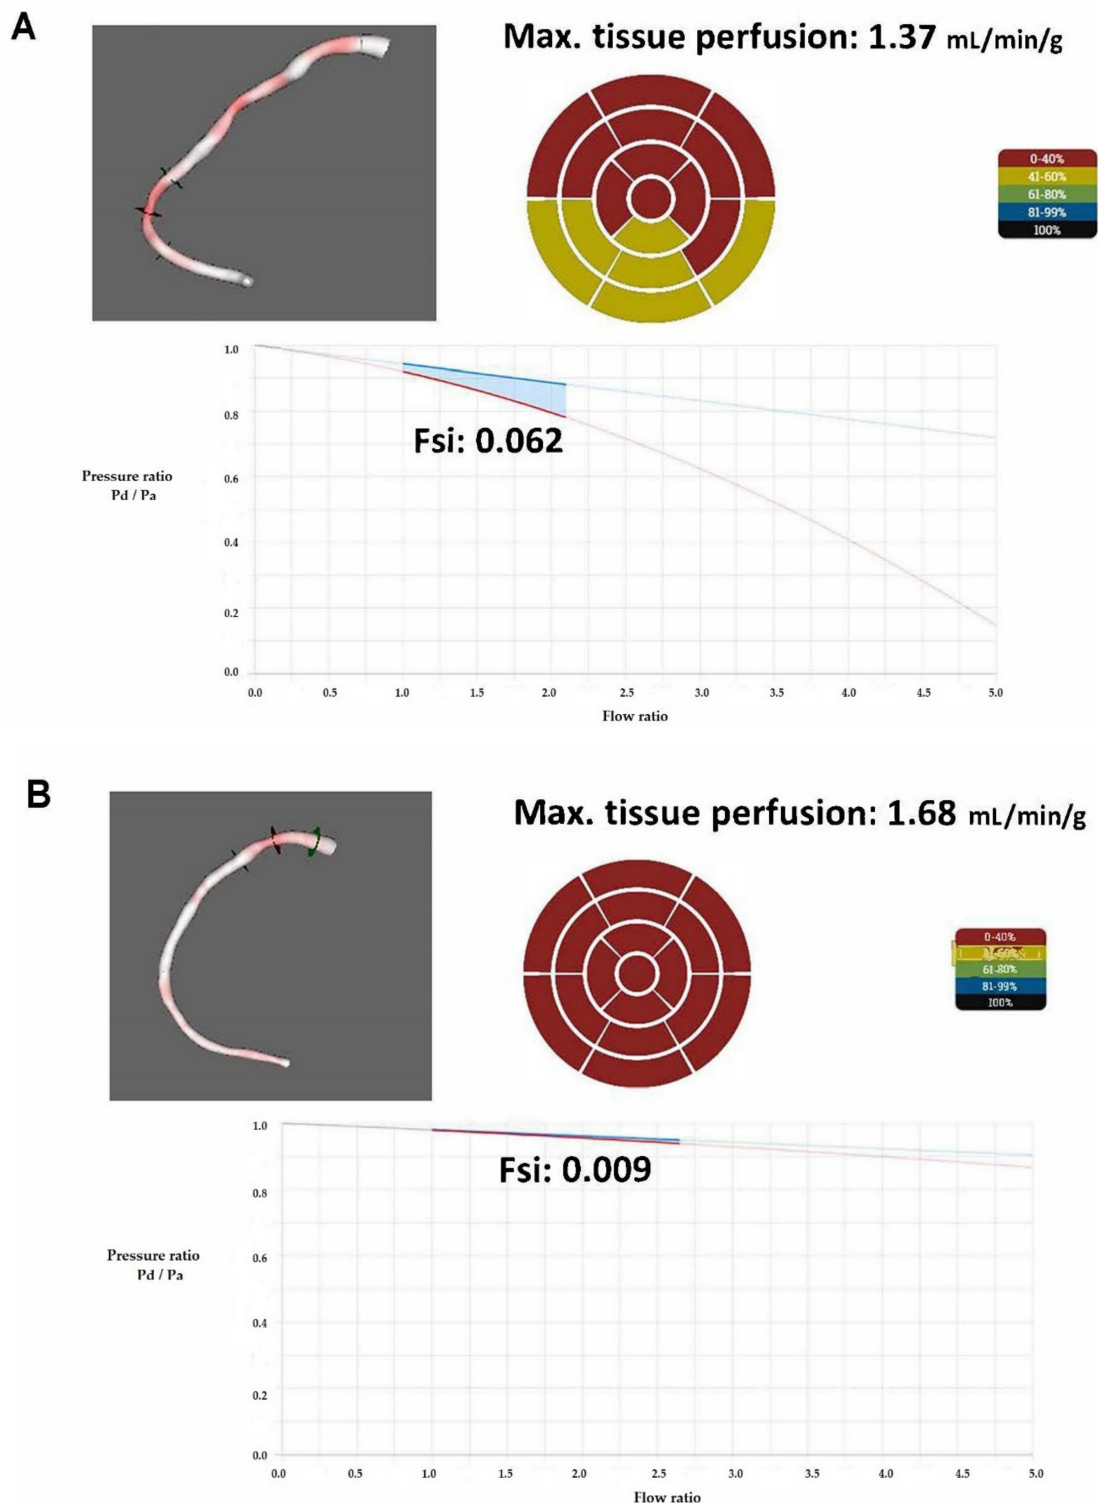 A
Max. tissue perfusion: 1.37 mL/min/g
0-40%
41-60%
61-80%
81-99%
100%
1.0
0.8
0.6
0.4
0.2
0.0
Fsi: 0.062
Pressure ratio
Pd / Pa
0.0 0.5 1.0 1.5 2.0 2.5 3.0 3.5 4.0 4.5 5.0
Flow ratio
B
Max. tissue perfusion: 1.68 mL/min/g
0-40%
61-80%
81-99%
100%
1.0
0.8
0.6
0.4
0.2
0.0
Fsi: 0.009
Pressure ratio
Pd / Pa
0.0 0.5 1.0 1.5 2.0 2.5 3.0 3.5 4.0 4.5 5.0
Flow ratio